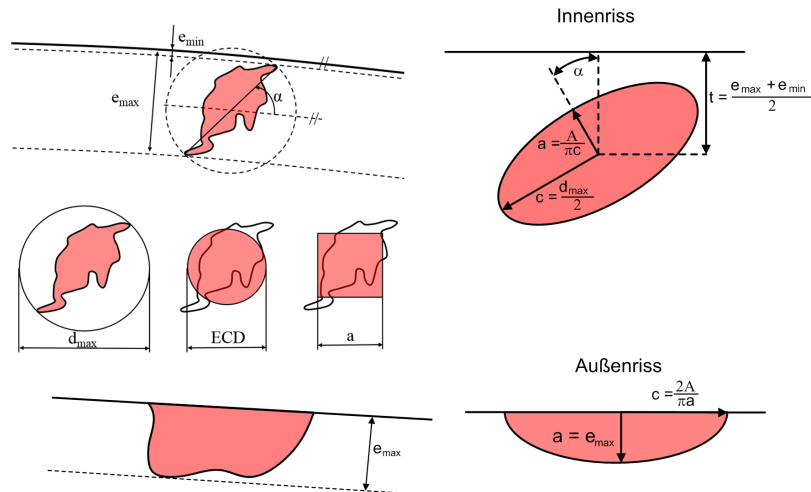 Innenriss
e_min
e_max
α
α
t = (e_max + e_min)/2
a = A/(πc)
c = d_max/2
d_max
ECD
a
Außenriss
c = 2A/(πa)
e_max
a = e_max